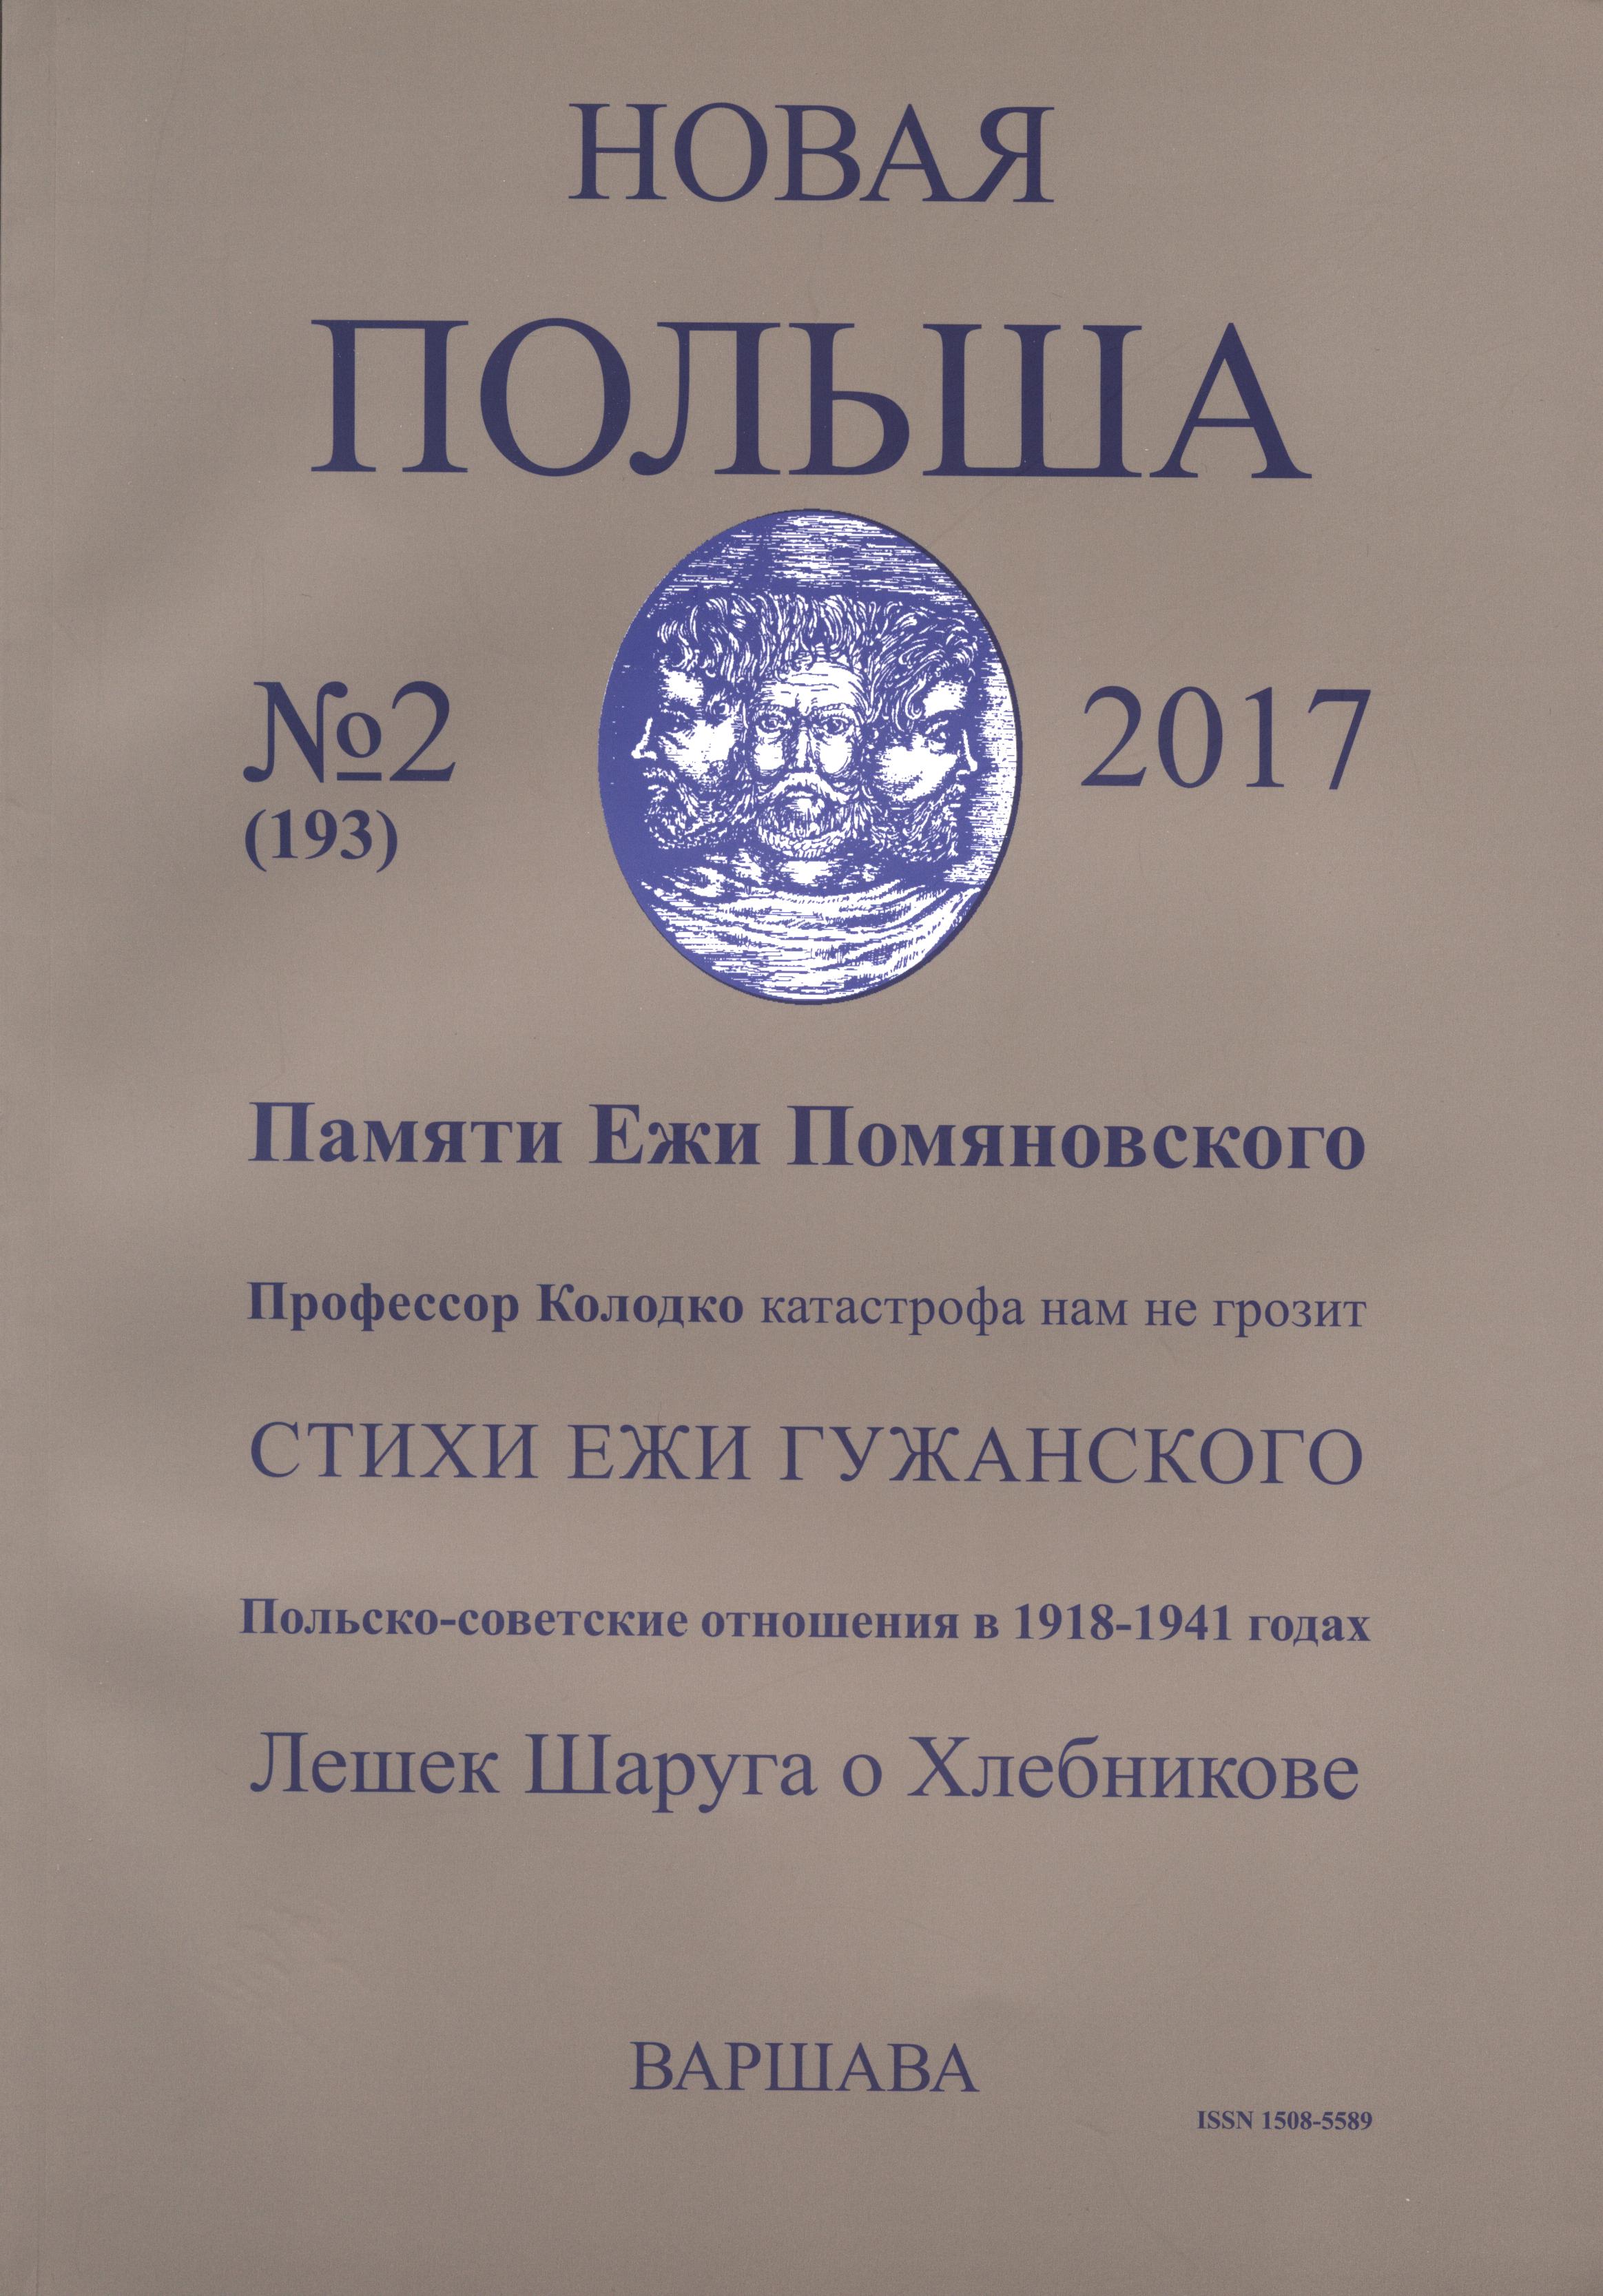 НОВАЯ
ПОЛЬША
№2
2017
(193)
Памяти Ежи Помяновского
Профессор Колодко катастрофа нам не грозит
СТИХИ ЕЖИ ГУЖАНСКОГО
Польско-советские отношения в 1918-1941 годах
Лешек Шаруга о Хлебникове
ВАРШАВА
ISSN 1508-5589